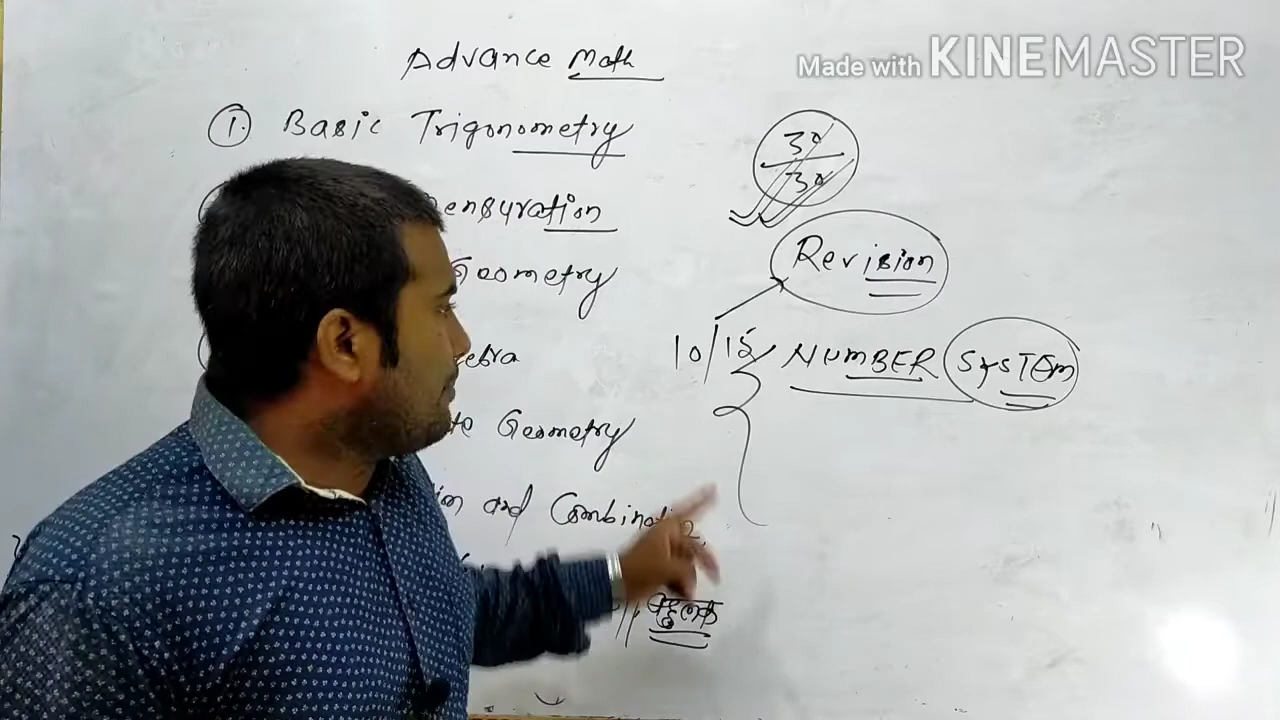 Made with KINEMASTER
Advance Math
1. Basic Trigonometry
ensuration
Geometry
ebra
te Geometry
ion and Combination
30
30
Revision
10/15 NUMBER SYSTEM